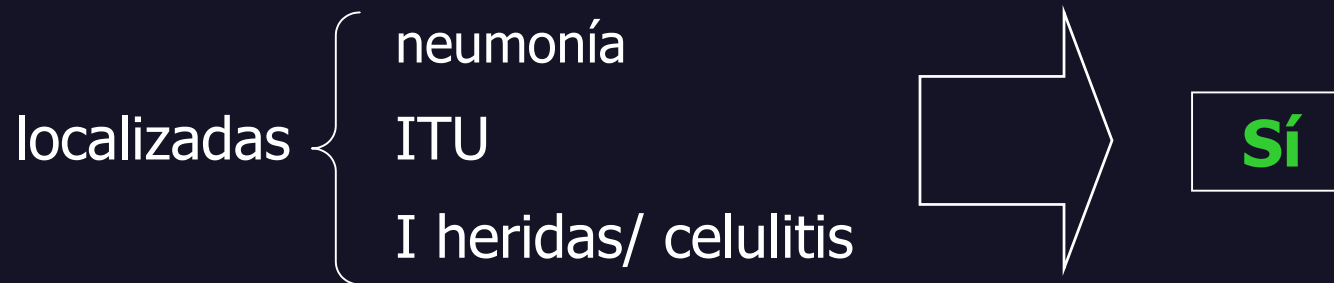 neumonía
localizadas
ITU
Sí
I heridas/ celulitis